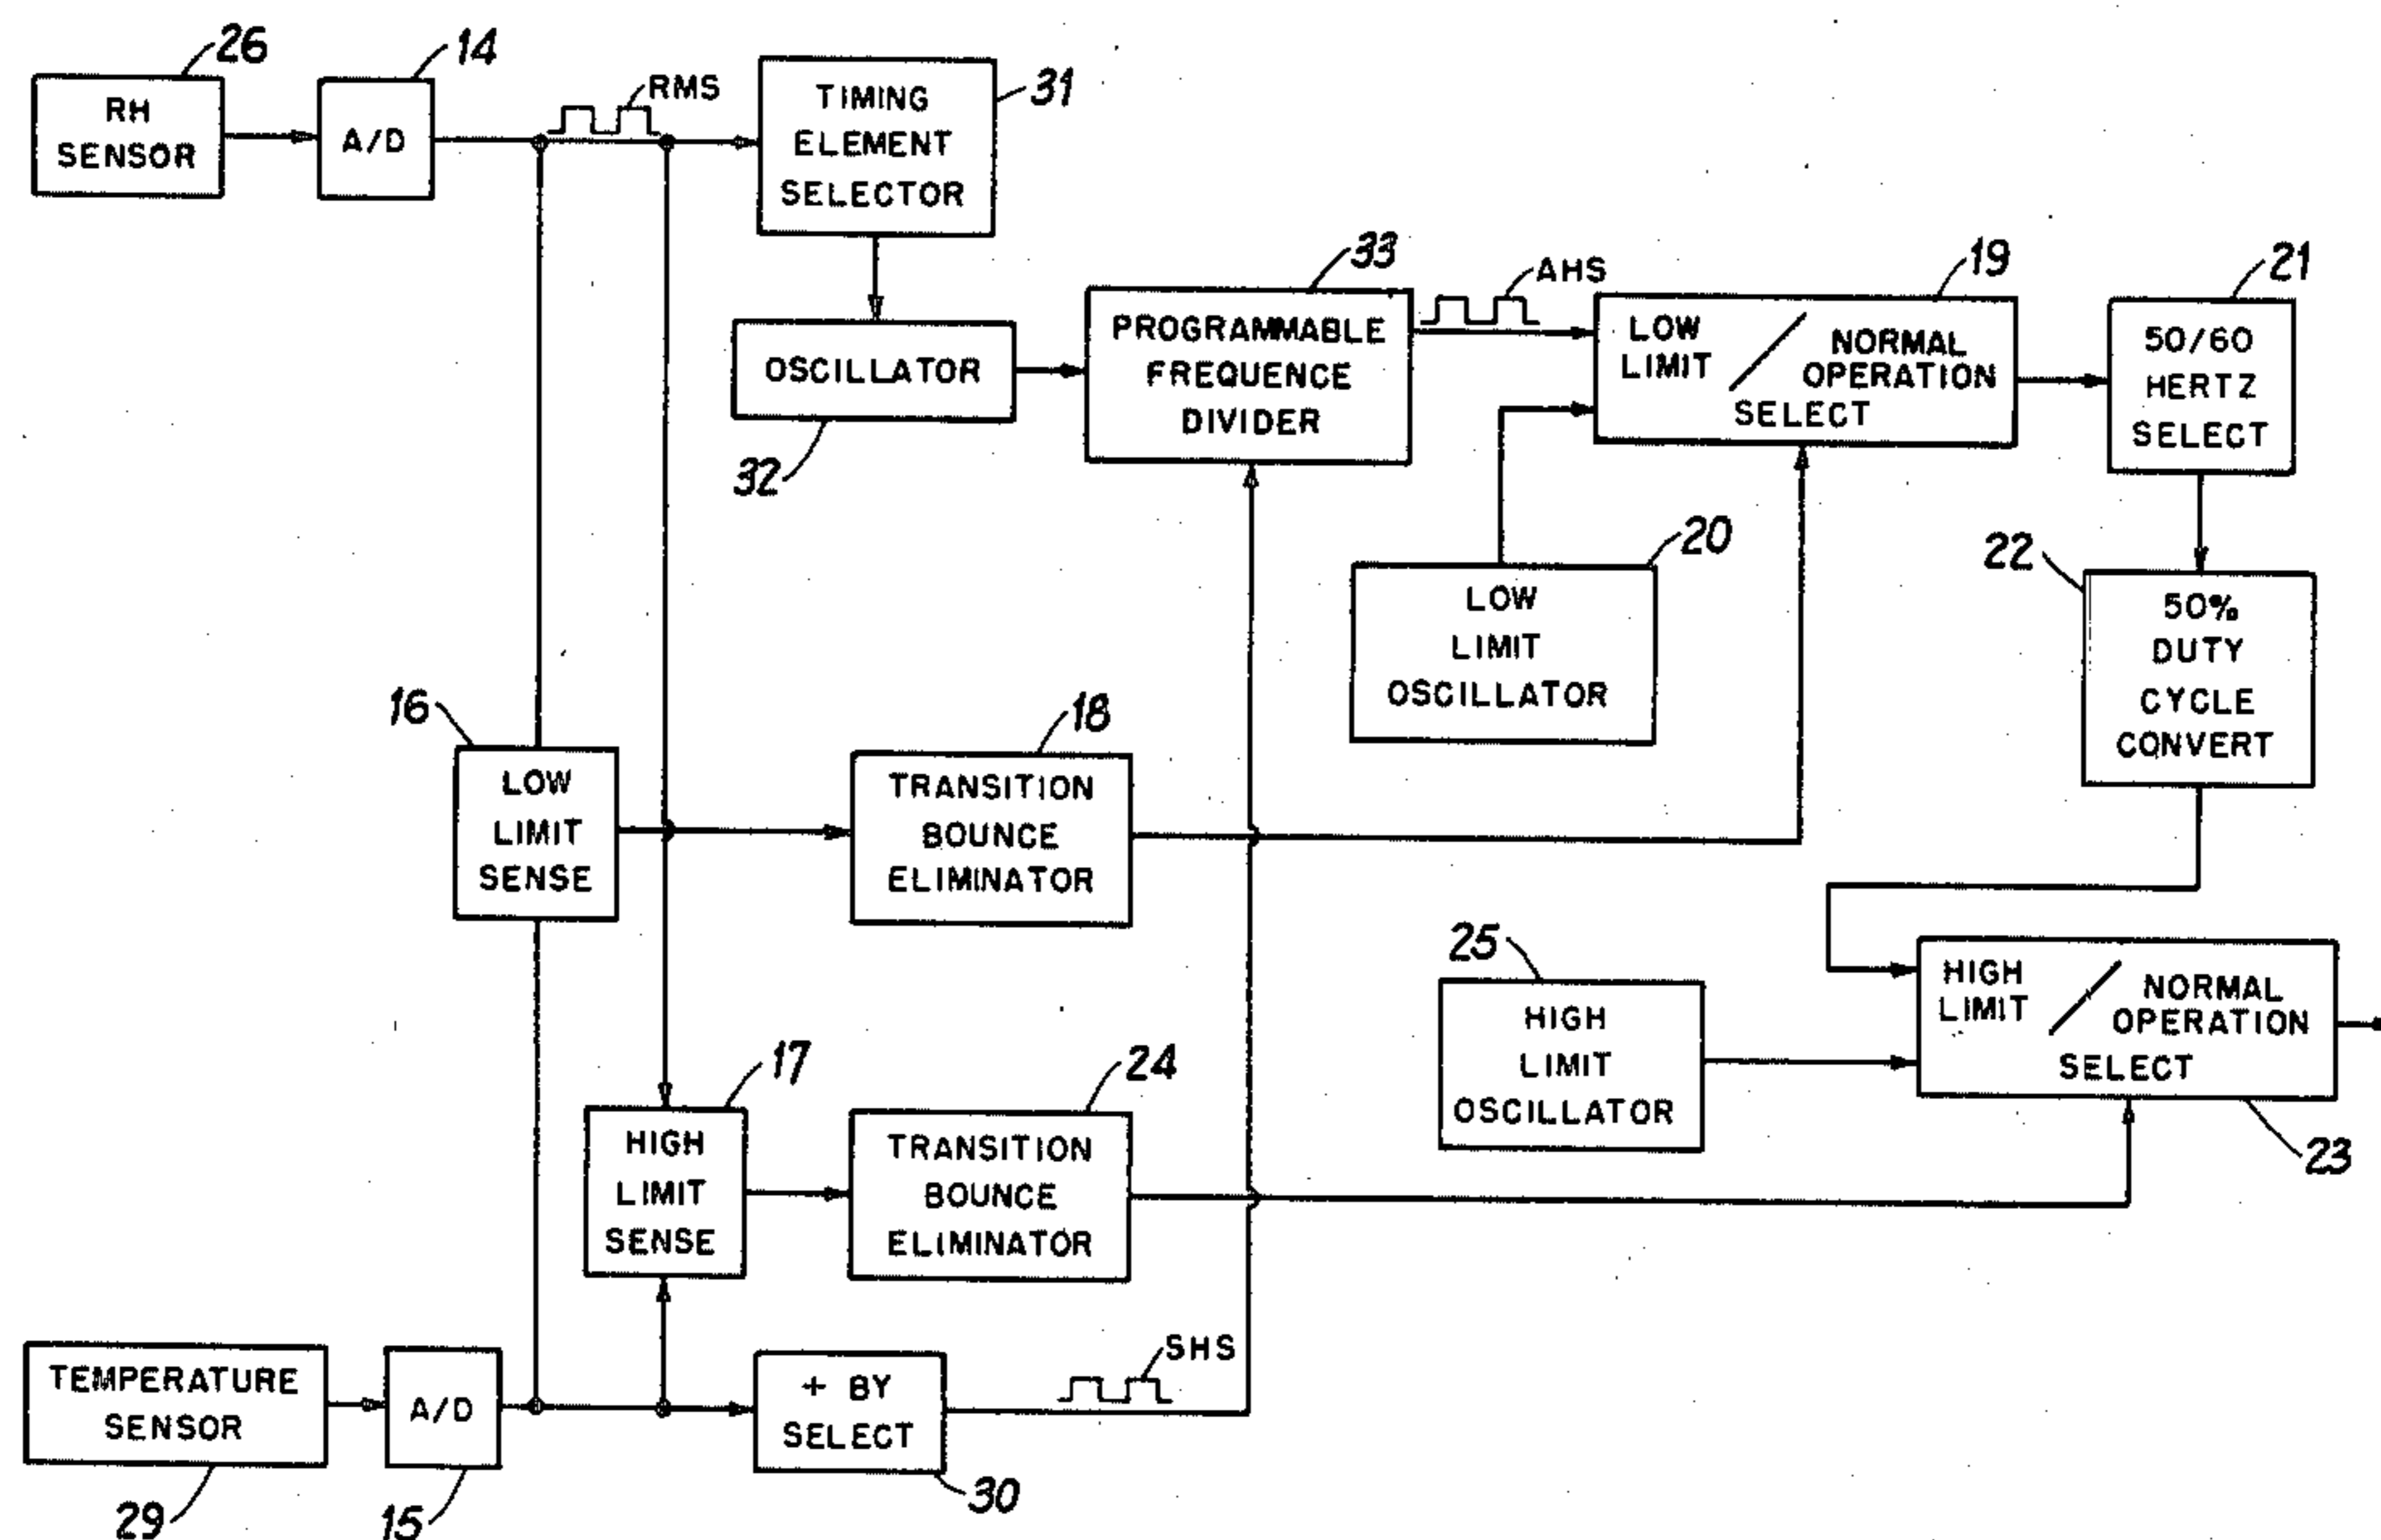 26
RH
SENSOR
14
A/D
RMS
31
TIMING
ELEMENT
SELECTOR
32
OSCILLATOR
33
PROGRAMMABLE
FREQUENCE
DIVIDER
AHS
19
LOW
LIMIT
/
NORMAL
OPERATION
SELECT
21
50/60
HERTZ
SELECT
20
LOW
LIMIT
OSCILLATOR
22
50%
DUTY
CYCLE
CONVERT
16
LOW
LIMIT
SENSE
18
TRANSITION
BOUNCE
ELIMINATOR
25
HIGH
LIMIT
OSCILLATOR
HIGH
LIMIT
/
NORMAL
OPERATION
SELECT
23
17
HIGH
LIMIT
SENSE
24
TRANSITION
BOUNCE
ELIMINATOR
TEMPERATURE
SENSOR
29
A/D
15
+ BY
SELECT
30
SHS